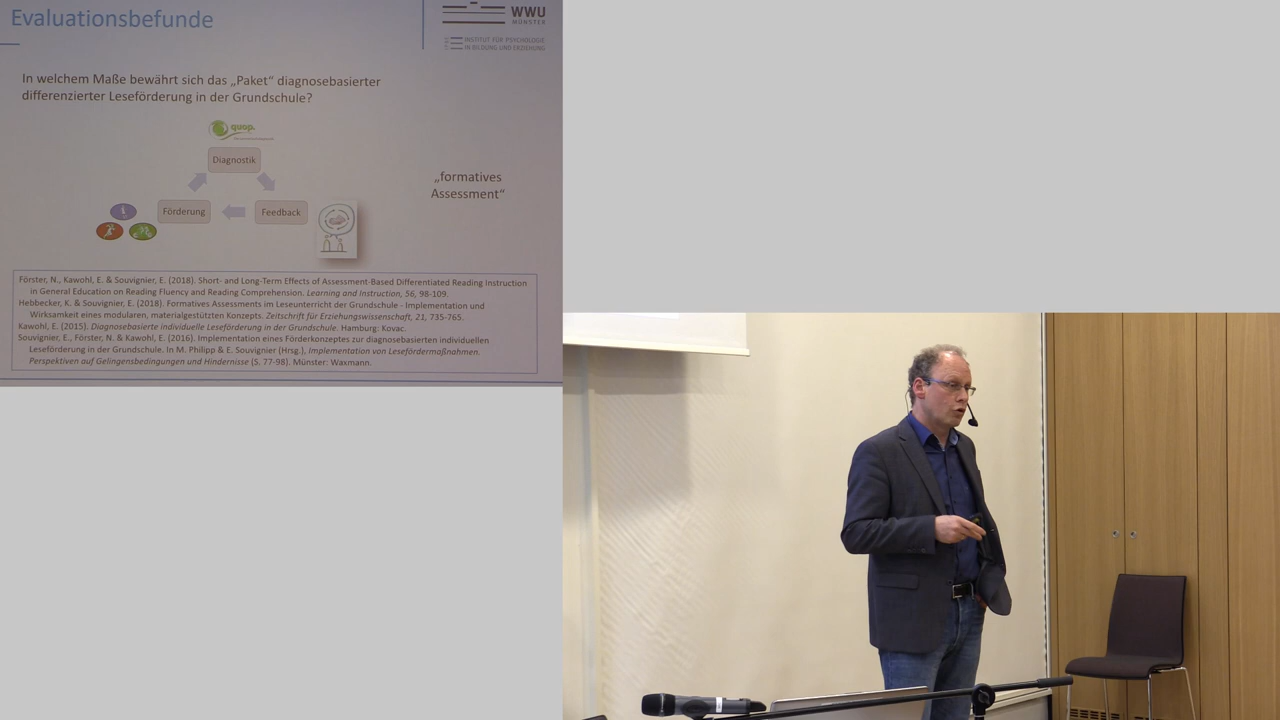 Evaluationsbefunde
WWU
MÜNSTER
INSTITUT FÜR PSYCHOLOGIE
IN BILDUNG UND ERZIEHUNG
In welchem Maße bewährt sich das „Paket“ diagnosebasierter
differenzierter Leseförderung in der Grundschule?
quop.
Diagnostik
„formatives
Assessment“
Förderung
Feedback
Förster, N., Kawohl, E. & Souvignier, E. (2018). Short- and Long-Term Effects of Assessment-Based Differentiated Reading Instruction
in General Education on Reading Fluency and Reading Comprehension. Learning and Instruction, 56, 98-109.
Hebbecker, K. & Souvignier, E. (2018). Formatives Assessments im Leseunterricht der Grundschule - Implementation und
Wirksamkeit eines modularen, materialgestützten Konzepts. Zeitschrift für Erziehungswissenschaft, 21, 735-765.
Kawohl, E. (2015). Diagnosebasierte individuelle Leseförderung in der Grundschule. Hamburg: Kovac.
Souvignier, E., Förster, N. & Kawohl, E. (2016). Implementation eines Förderkonzeptes zur diagnosebasierten individuellen
Leseförderung in der Grundschule. In M. Philipp & E. Souvignier (Hrsg.), Implementation von Lesefördermaßnahmen.
Perspektiven auf Gelingensbedingungen und Hindernisse (S. 77-98). Münster: Waxmann.